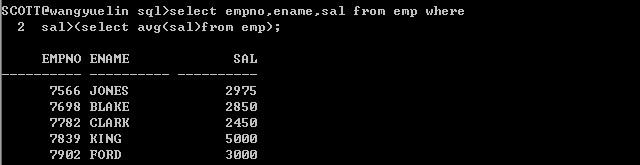 SCOTT@wangyuelin sql>select empno,ename,sal from emp where
  2  sal>(select avg(sal)from emp);

     EMPNO ENAME             SAL
---------- ---------- ----------
      7566 JONES            2975
      7698 BLAKE            2850
      7782 CLARK            2450
      7839 KING             5000
      7902 FORD             3000